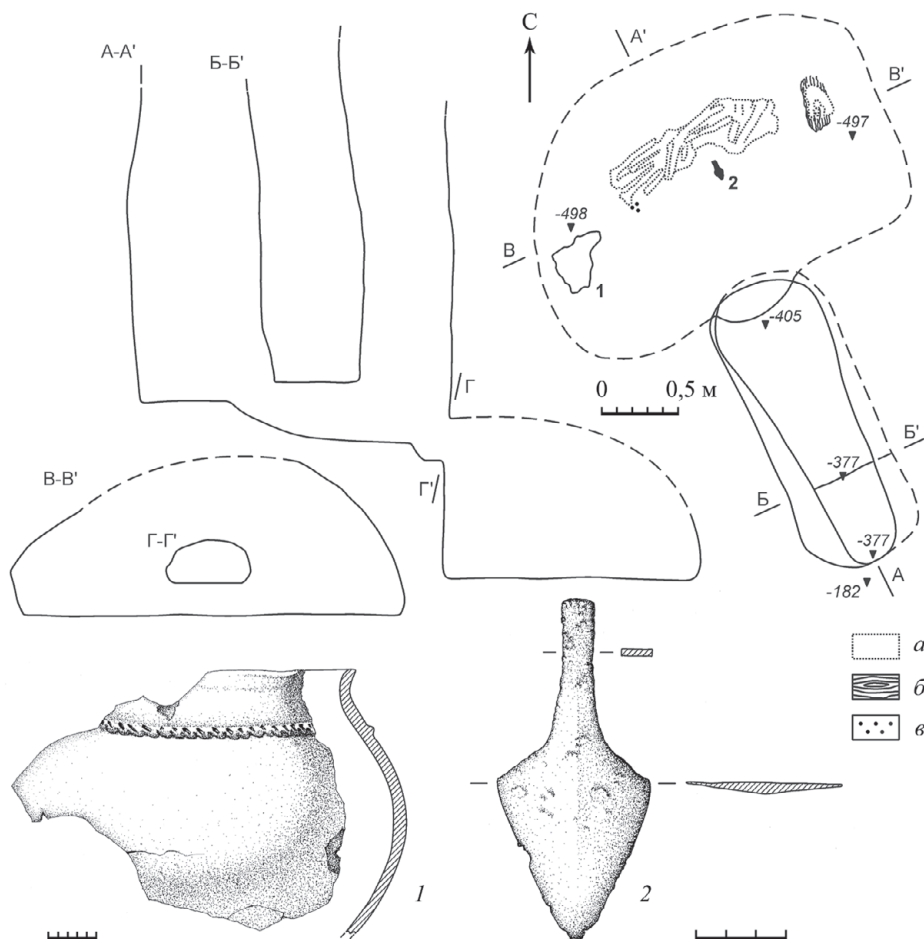 А-А'
Б-Б'
С
А'
В'
-497
2
-498
В
1
-405
Г
0 0,5 м
Б'
В-В'
Г'
-377
Б
Г-Г'
-377
А
-182
а
б
в
1
2